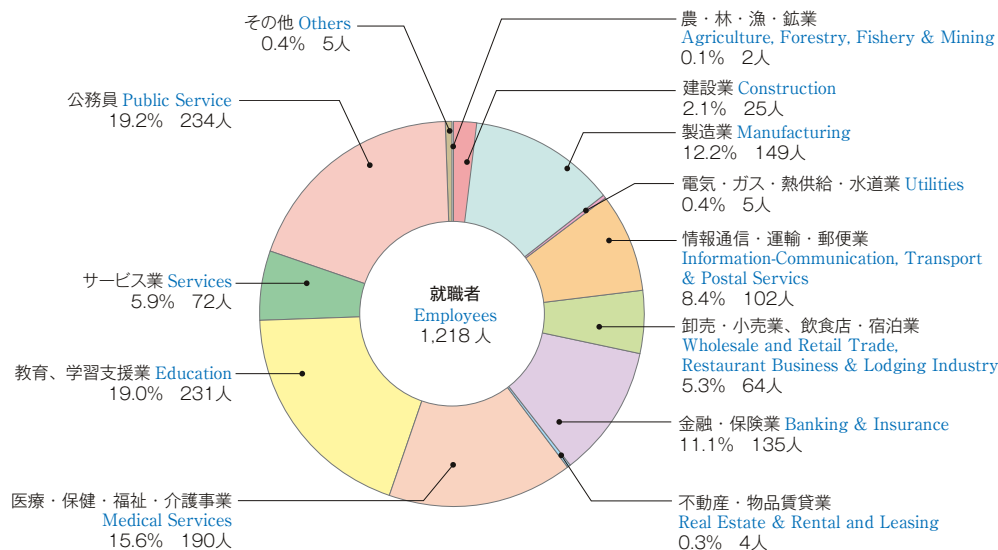 その他 Others
0.4% 5人
農・林・漁・鉱業
Agriculture, Forestry, Fishery & Mining
0.1% 2人
建設業 Construction
2.1% 25人
製造業 Manufacturing
12.2% 149人
電気・ガス・熱供給・水道業 Utilities
0.4% 5人
情報通信・運輸・郵便業
Information-Communication, Transport
& Postal Servics
8.4% 102人
卸売・小売業、飲食店・宿泊業
Wholesale and Retail Trade,
Restaurant Business & Lodging Industry
5.3% 64人
金融・保険業 Banking & Insurance
11.1% 135人
不動産・物品賃貸業
Real Estate & Rental and Leasing
0.3% 4人
医療・保健・福祉・介護事業
Medical Services
15.6% 190人
教育、学習支援業 Education
19.0% 231人
サービス業 Services
5.9% 72人
公務員 Public Service
19.2% 234人
就職者
Employees
1,218 人